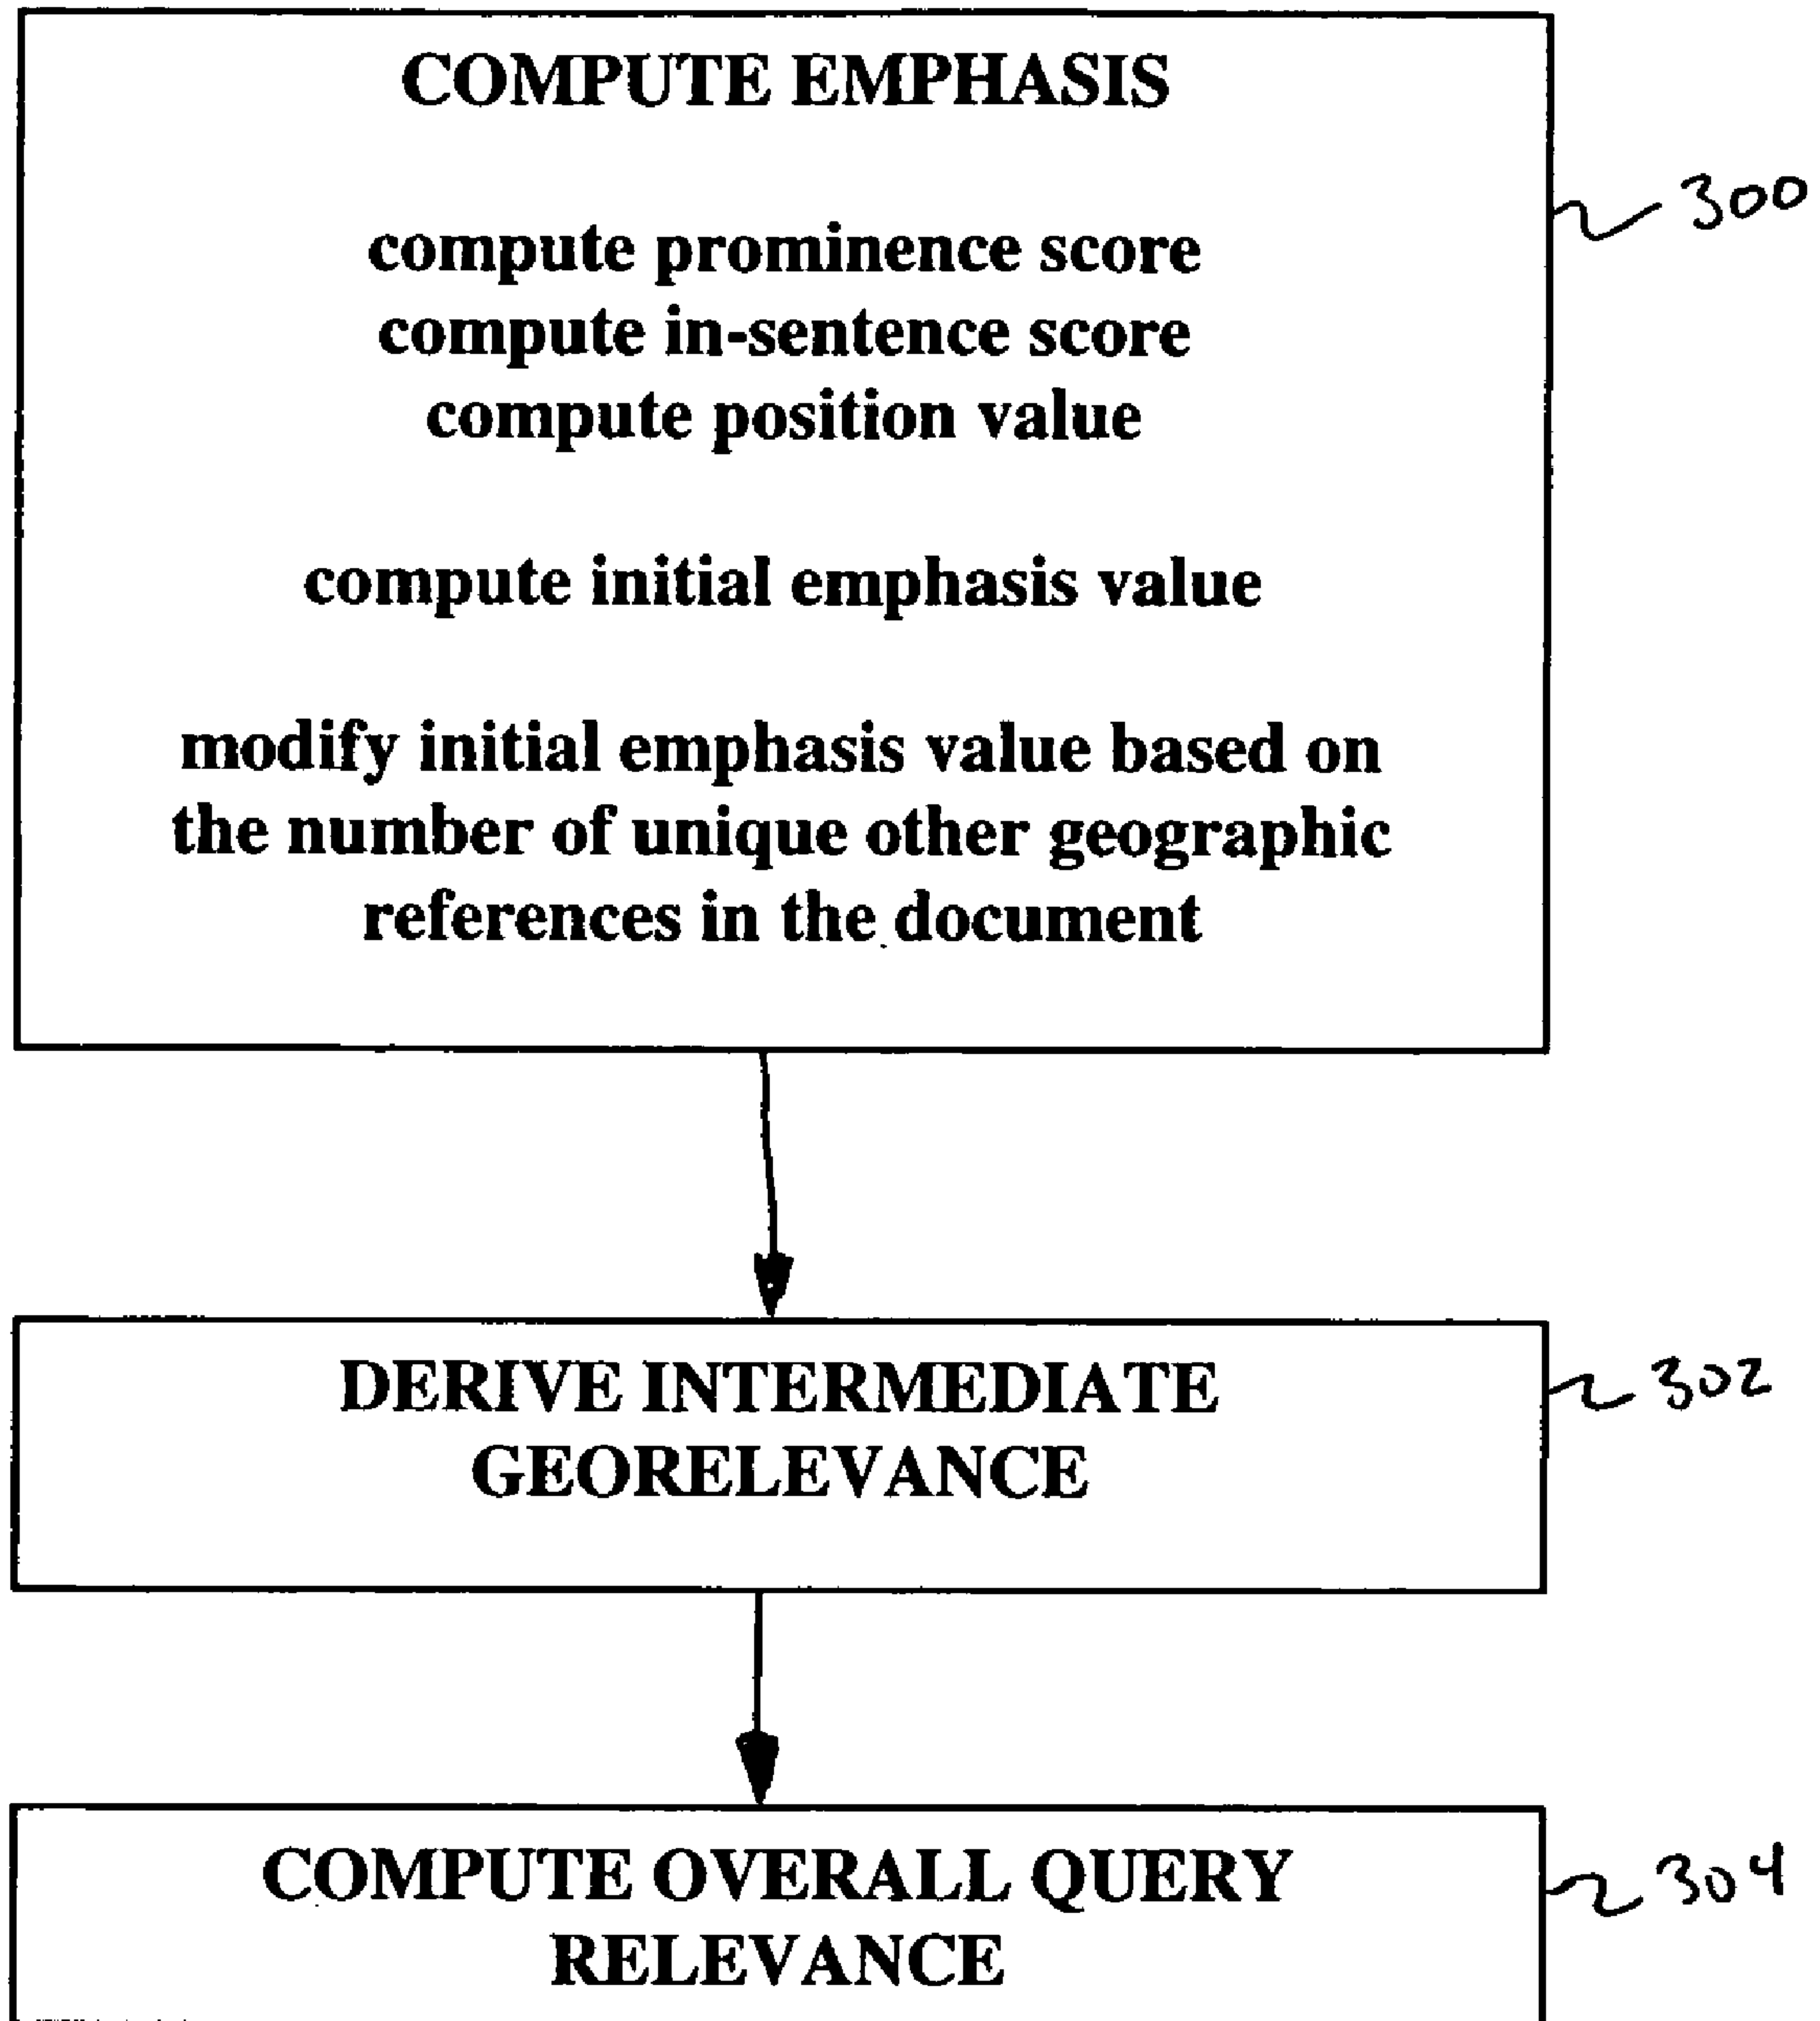 COMPUTE EMPHASIS
300
compute prominence score
compute in-sentence score
compute position value
compute initial emphasis value
modify initial emphasis value based on
the number of unique other geographic
references in the document
DERIVE INTERMEDIATE
GEORELEVANCE
302
COMPUTE OVERALL QUERY
RELEVANCE
304